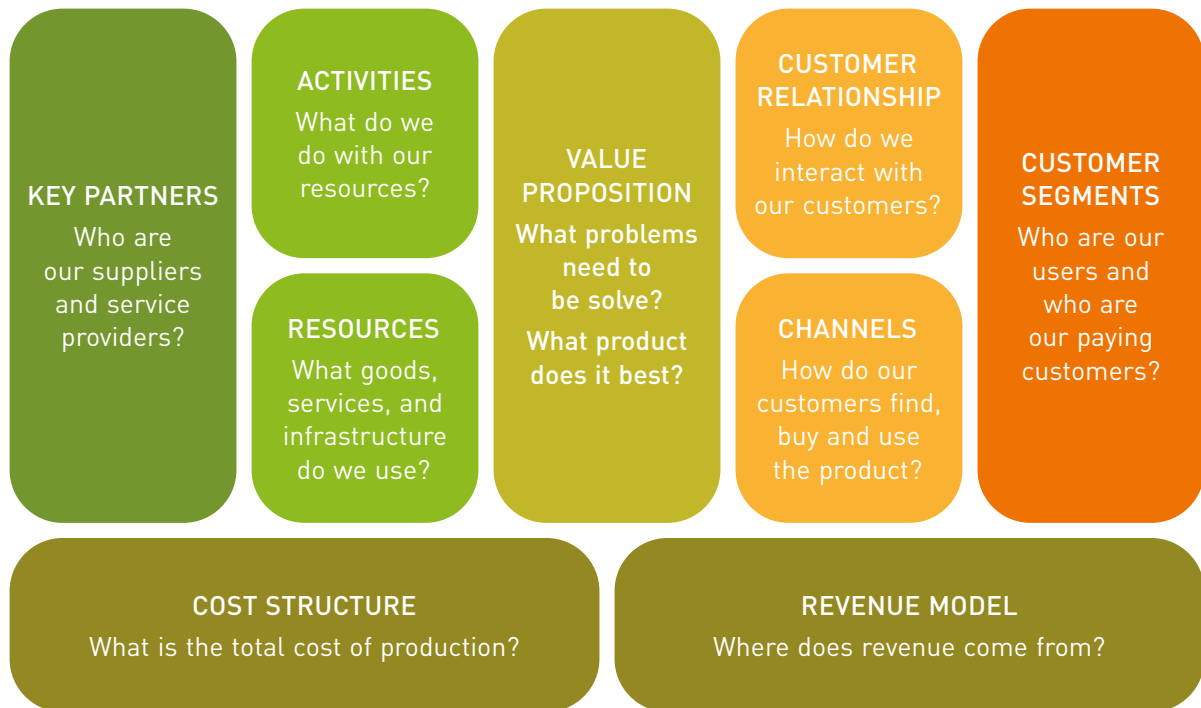 KEY PARTNERS
Who are
our suppliers
and service
providers?
ACTIVITIES
What do we
do with our
resources?
RESOURCES
What goods,
services, and
infrastructure
do we use?
VALUE
PROPOSITION
What problems
need to
be solve?
What product
does it best?
CUSTOMER
RELATIONSHIP
How do we
interact with
our customers?
CHANNELS
How do our
customers find,
buy and use
the product?
CUSTOMER
SEGMENTS
Who are our
users and
who are
our paying
customers?
COST STRUCTURE
What is the total cost of production?
REVENUE MODEL
Where does revenue come from?